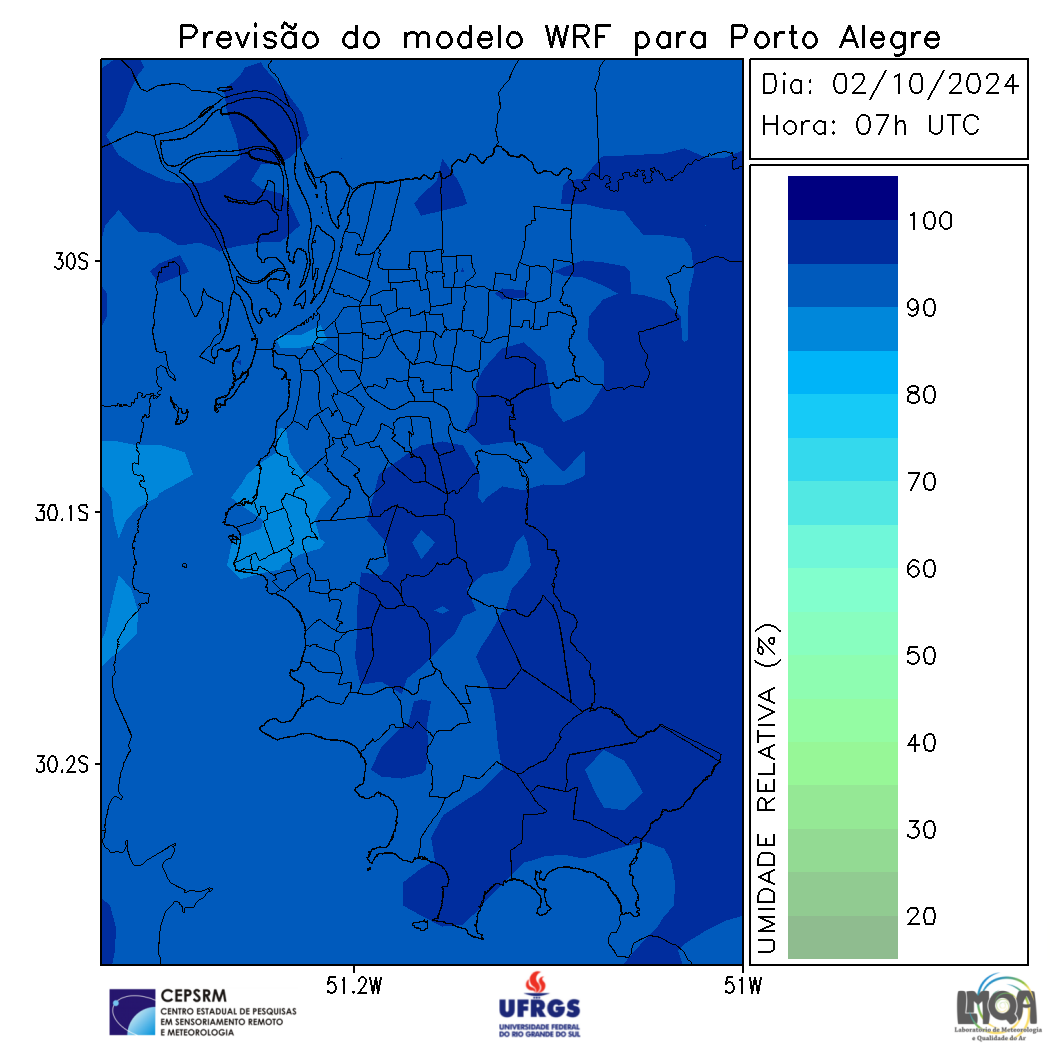 Previsão do modelo WRF para Porto Alegre
Dia: 02/10/2024
Hora: 07h UTC
100
90
80
70
60
50
40
30
20
UMIDADE RELATIVA (%)
30S
30.1S
30.2S
51.2W
51W
CEPSRM
CENTRO ESTADUAL DE PESQUISAS
EM SENSORIAMENTO REMOTO
E METEOROLOGIA
UFRGS
UNIVERSIDADE FEDERAL
DO RIO GRANDE DO SUL
LMQA
Laboratório de Meteorologia
e Qualidade do Ar